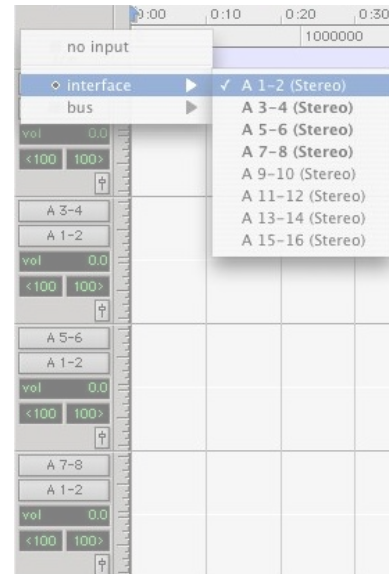 0:00 0:10 0:20 0:30
1000000
no input
interface
bus
✓ A 1-2 (Stereo)
A 3-4 (Stereo)
A 5-6 (Stereo)
A 7-8 (Stereo)
A 9-10 (Stereo)
A 11-12 (Stereo)
A 13-14 (Stereo)
A 15-16 (Stereo)
vol 0.0
<100 100>
A 3-4
A 1-2
vol 0.0
<100 100>
A 5-6
A 1-2
vol 0.0
<100 100>
A 7-8
A 1-2
vol 0.0
<100 100>